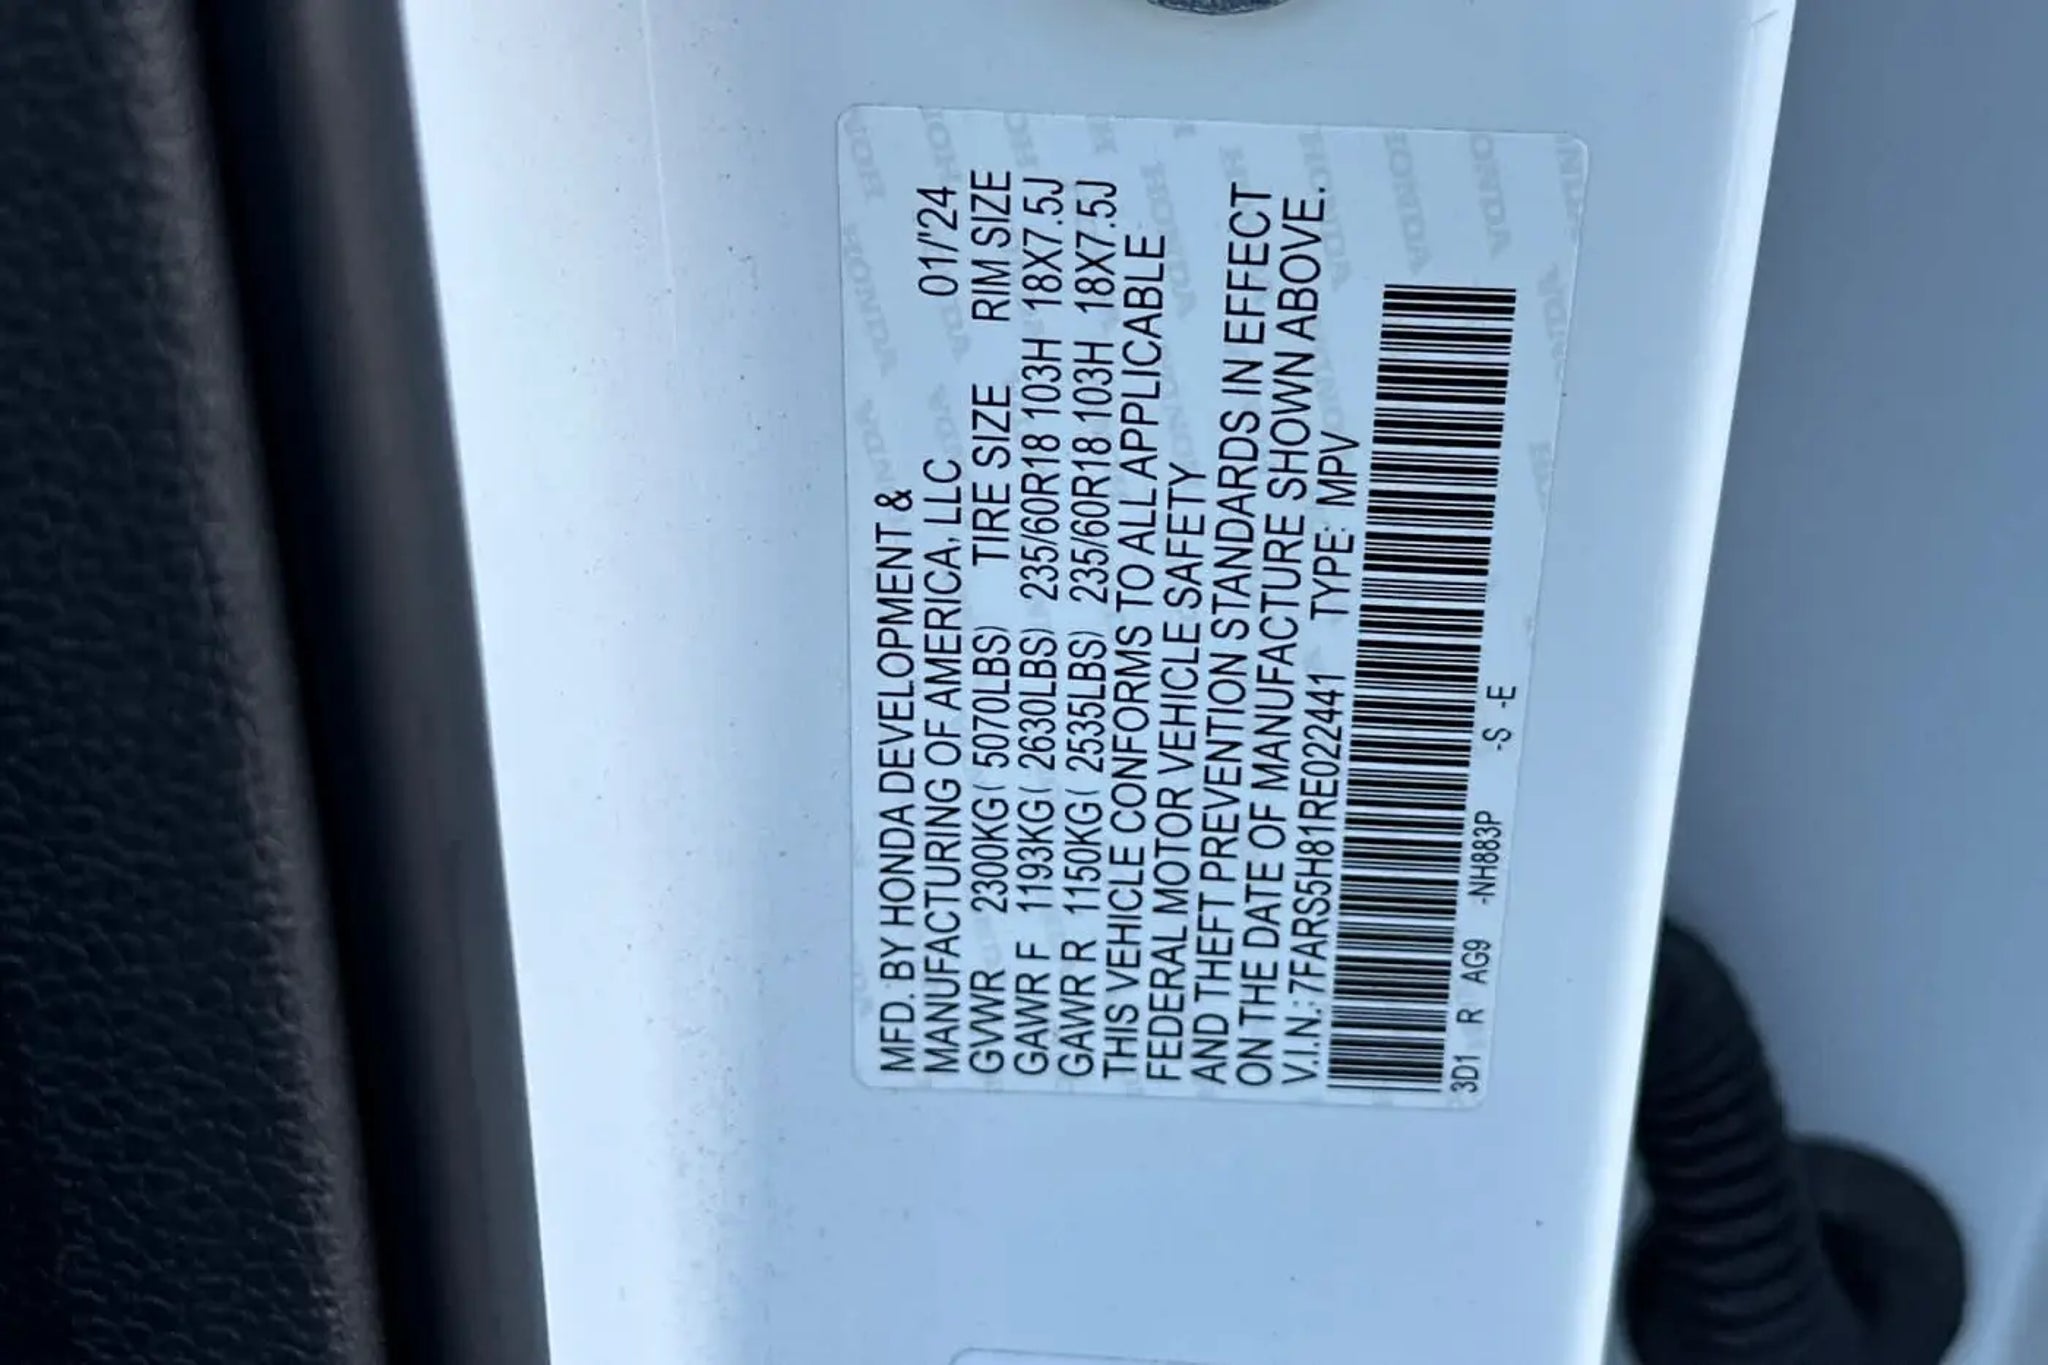 MFD. BY HONDA DEVELOPMENT &
MANUFACTURING OF AMERICA, LLC 01/'24
GVWR 2300KG( 5070LBS) TIRE SIZE RIM SIZE
GAWR F 1193KG( 2630LBS) 235/60R18 103H 18X7.5J
GAWR R 1150KG( 2535LBS) 235/60R18 103H 18X7.5J
THIS VEHICLE CONFORMS TO ALL APPLICABLE
FEDERAL MOTOR VEHICLE SAFETY
AND THEFT PREVENTION STANDARDS IN EFFECT
ON THE DATE OF MANUFACTURE SHOWN ABOVE.
V.I.N.: 7FARS5H81RE022441 TYPE: MPV
3D1 R AG9 -NH883P -S -E